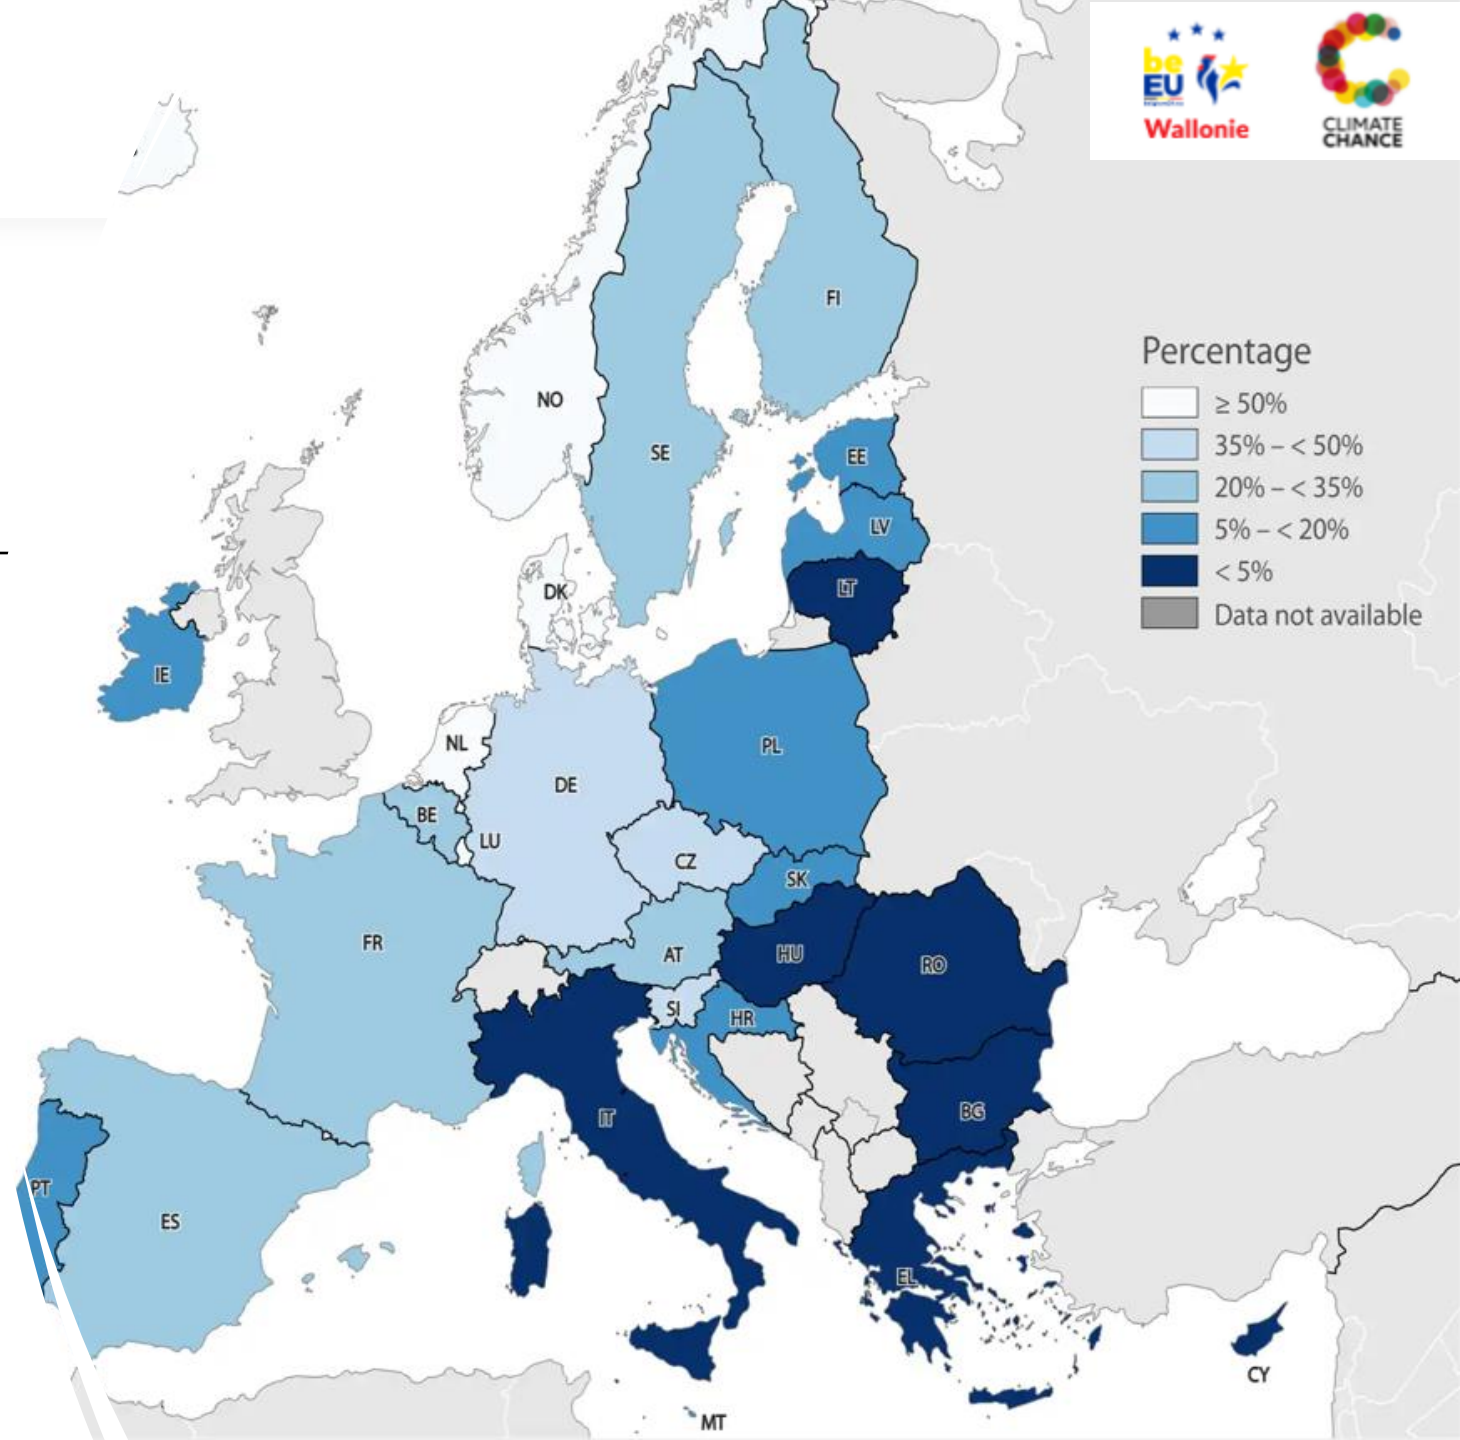 be
EU
Wallonie
CLIMATE
CHANCE
FI
NO
SE
Percentage
≥ 50%
35% – < 50%
20% – < 35%
5% – < 20%
< 5%
Data not available
EE
LV
LT
DK
IE
NL
PL
DE
BE
LU
CZ
SK
FR
AT
HU
RO
SI
HR
IT
BG
PT
ES
EL
CY
MT